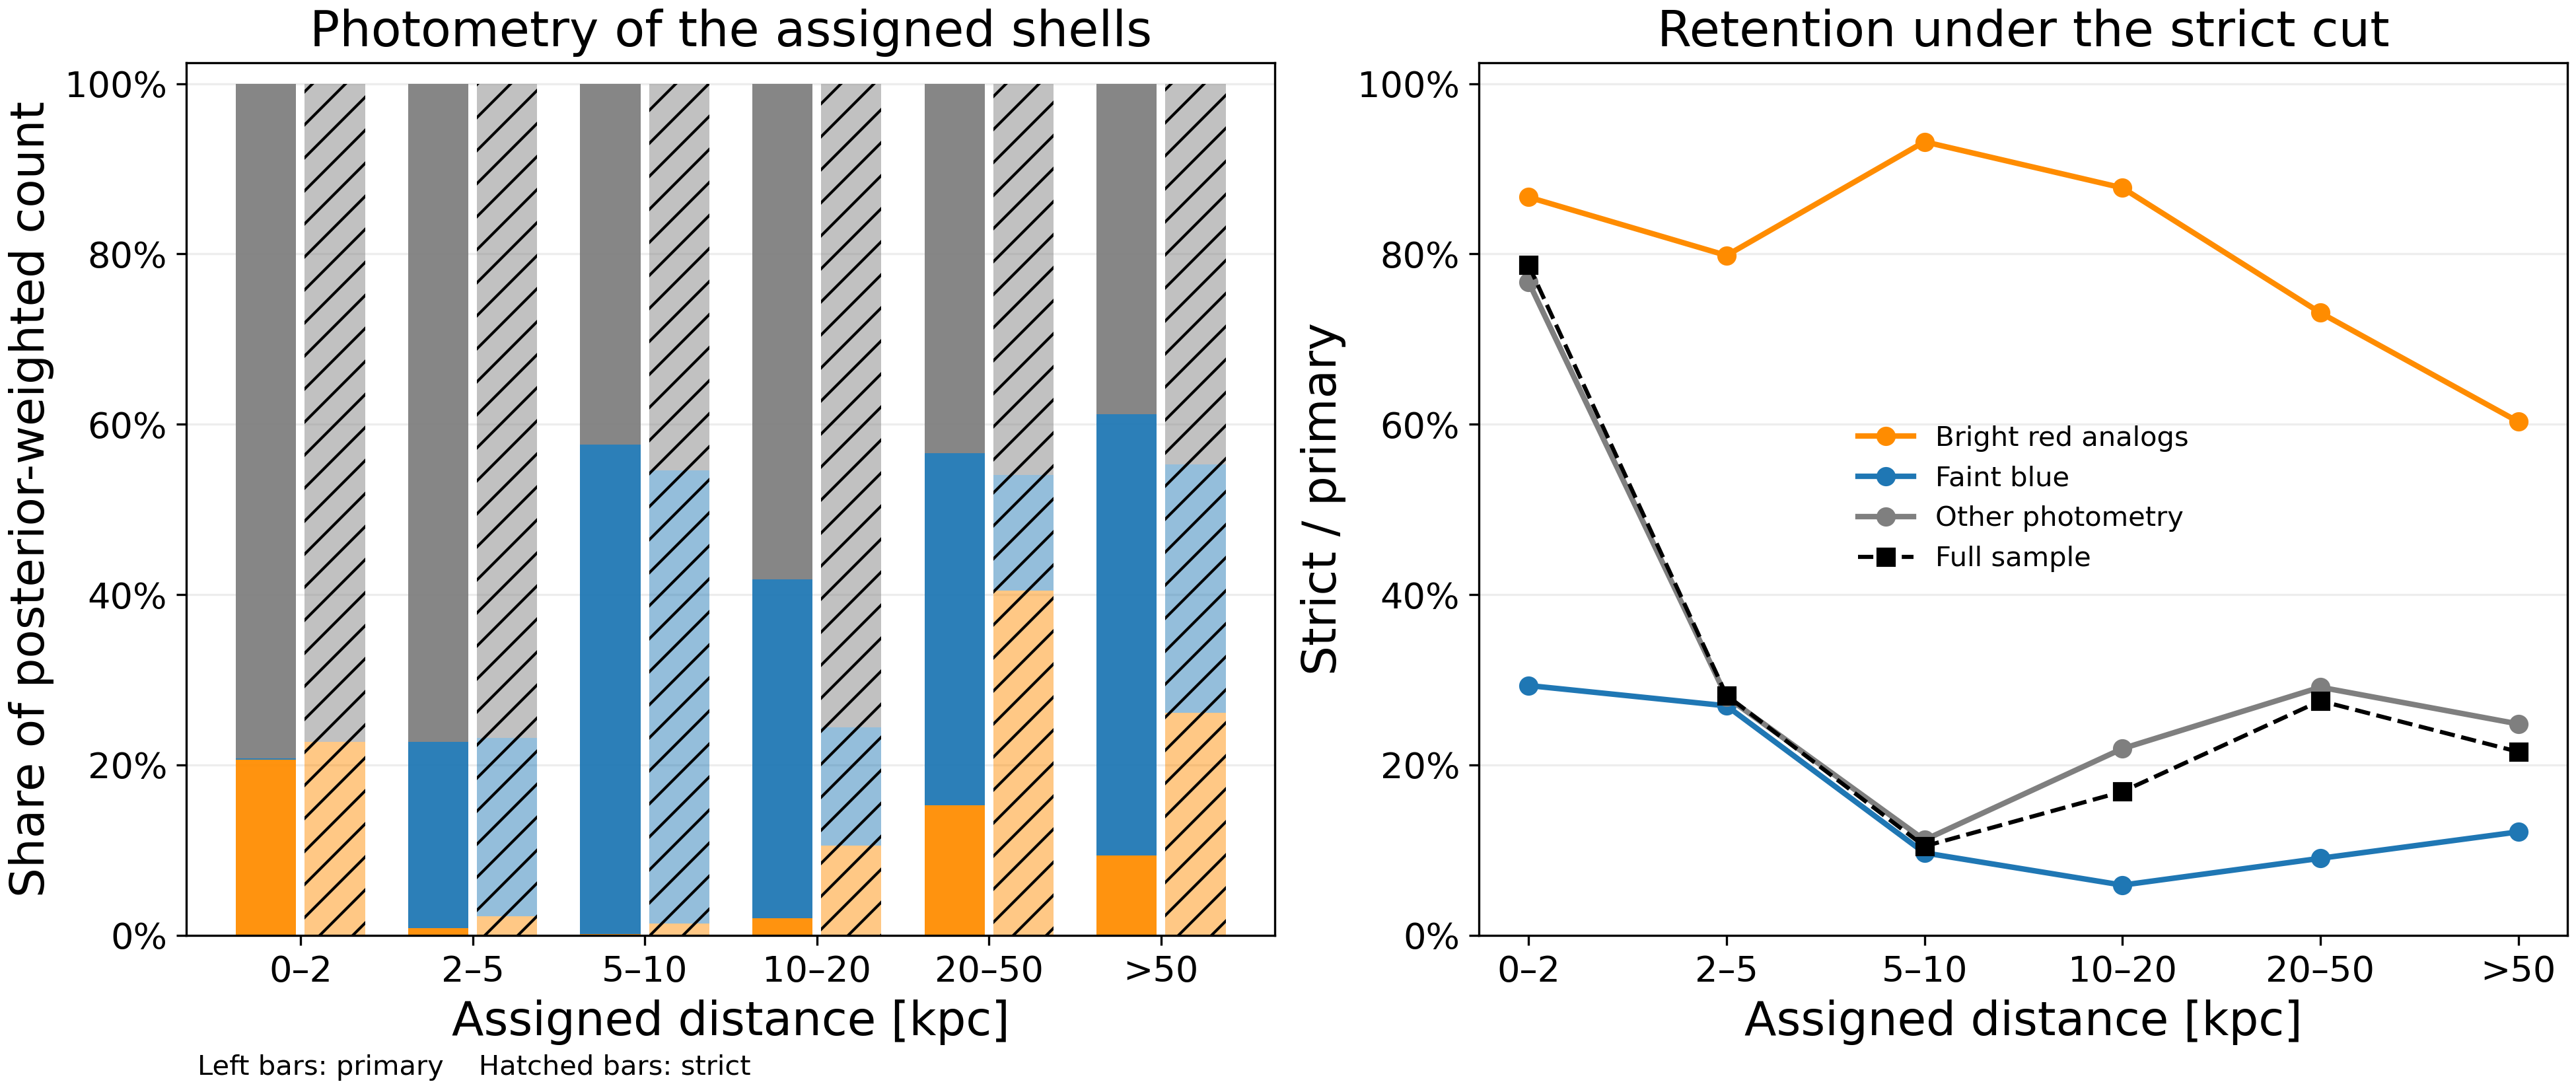 Photometry of the assigned shells
Share of posterior-weighted count
100%
80%
60%
40%
20%
0%
0–2
2–5
5–10
10–20
20–50
>50
Assigned distance [kpc]
Left bars: primary    Hatched bars: strict
Retention under the strict cut
Strict / primary
100%
80%
60%
40%
20%
0%
Bright red analogs
Faint blue
Other photometry
Full sample
0–2
2–5
5–10
10–20
20–50
>50
Assigned distance [kpc]